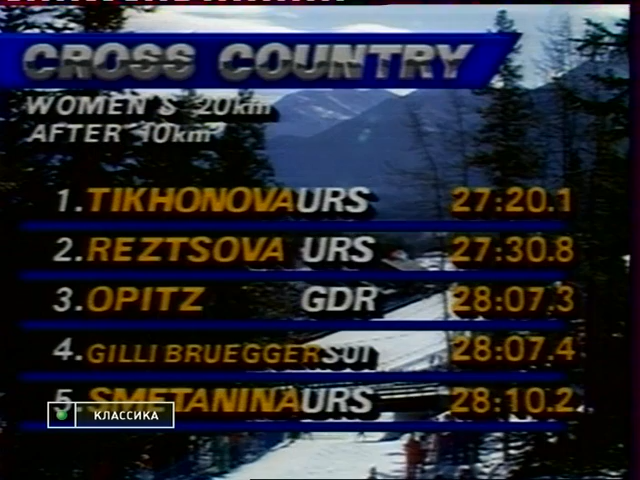 CROSS COUNTRY
WOMEN'S 20km
AFTER 10km
1. TIKHONOVA URS 27:20.1
2. REZTSOVA URS 27:30.8
3. OPITZ GDR 28:07.3
4. GILLI BRUEGGER SUI 28:07.4
5. SMETANINA URS 28:10.2
КЛАССИКА